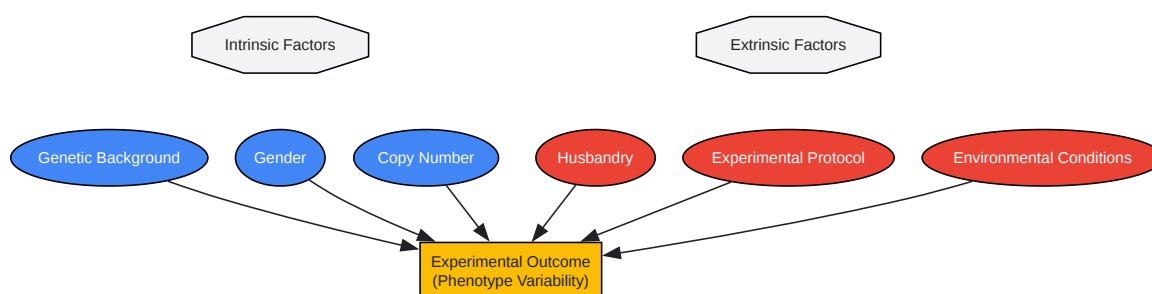 Intrinsic Factors
Extrinsic Factors
Genetic Background
Gender
Copy Number
Husbandry
Experimental Protocol
Environmental Conditions
Experimental Outcome
(Phenotype Variability)